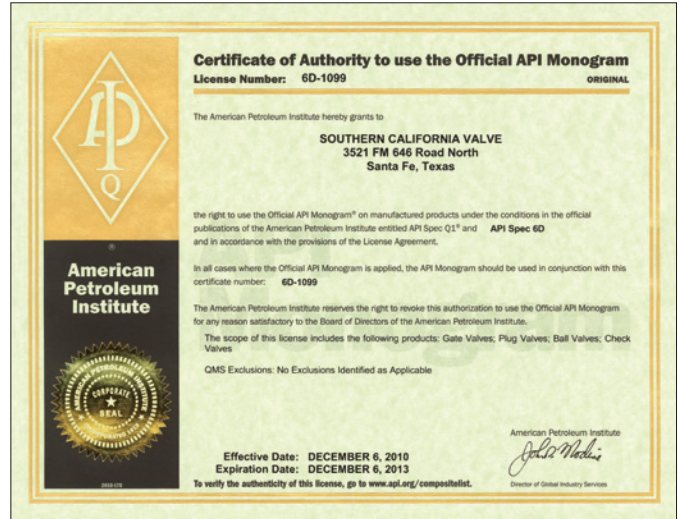 Certificate of Authority to use the Official API Monogram
License Number: 6D-1099
ORIGINAL
The American Petroleum Institute hereby grants to
SOUTHERN CALIFORNIA VALVE
3521 FM 646 Road North
Santa Fe, Texas
the right to use the Official API Monogram® on manufactured products under the conditions in the official
publications of the American Petroleum Institute entitled API Spec Q1® and API Spec 6D
and in accordance with the provisions of the License Agreement.
In all cases where the Official API Monogram is applied, the API Monogram should be used in conjunction with this
certificate number: 6D-1099
The American Petroleum Institute reserves the right to revoke this authorization to use the Official API Monogram
for any reason satisfactory to the Board of Directors of the American Petroleum Institute.
The scope of this license includes the following products: Gate Valves; Plug Valves; Ball Valves; Check
Valves
QMS Exclusions: No Exclusions Identified as Applicable
American Petroleum Institute
Effective Date: DECEMBER 6, 2010
Expiration Date: DECEMBER 6, 2013
To verify the authenticity of this license, go to www.api.org/compositelist.
Director of Global Industry Services
API
Q
American
Petroleum
Institute
AMERICAN PETROLEUM INSTITUTE
CORPORATE
SEAL